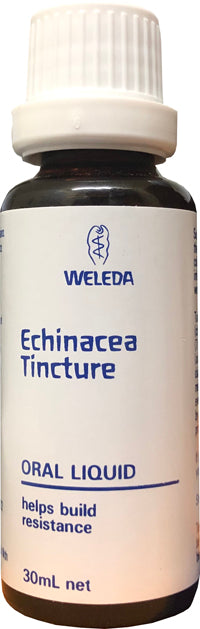 WELEDA
Echinacea
Tincture
ORAL LIQUID
helps build
resistance
30mL net